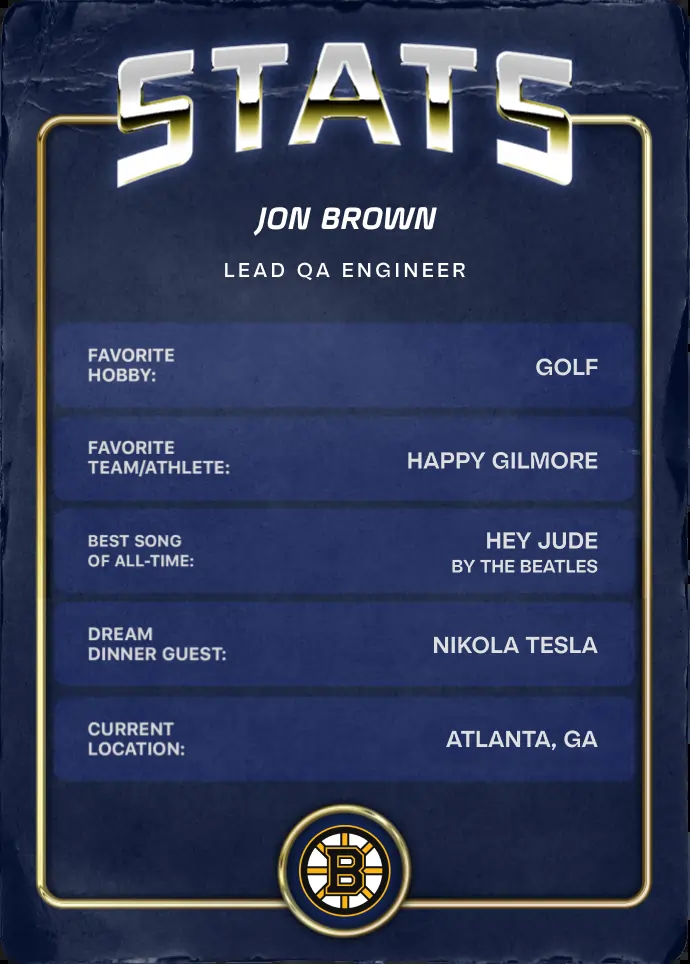 STATS
JON BROWN
LEAD QA ENGINEER
FAVORITE
HOBBY:
GOLF
FAVORITE
TEAM/ATHLETE:
HAPPY GILMORE
BEST SONG
OF ALL-TIME:
HEY JUDE
BY THE BEATLES
DREAM
DINNER GUEST:
NIKOLA TESLA
CURRENT
LOCATION:
ATLANTA, GA
B